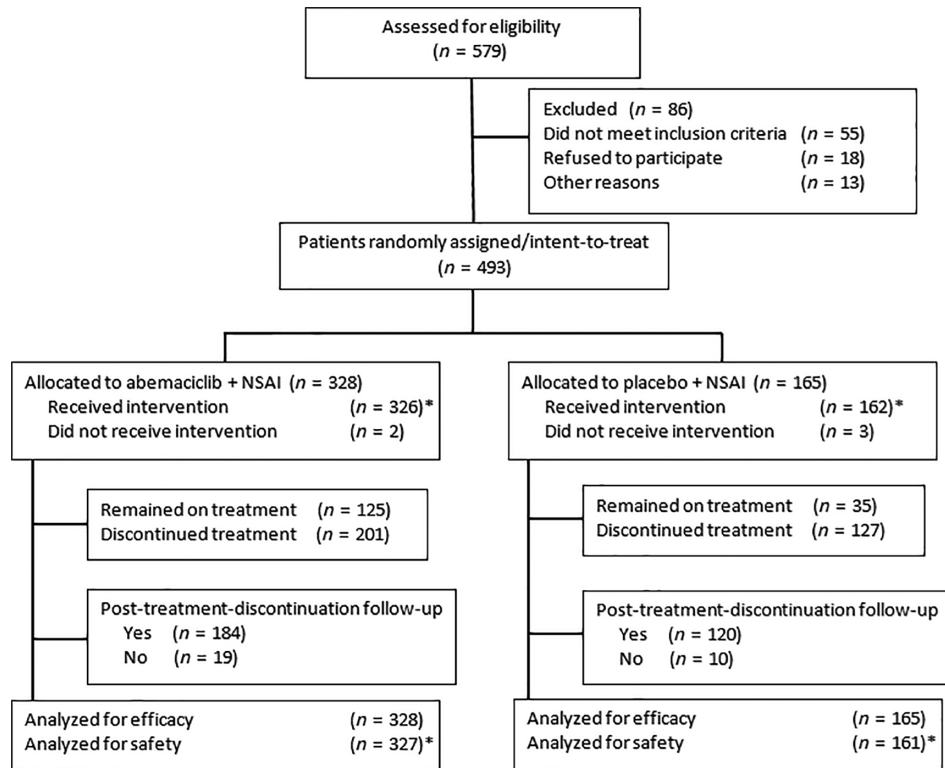 Assessed for eligibility
(n = 579)
Excluded (n = 86)
Did not meet inclusion criteria (n = 55)
Refused to participate (n = 18)
Other reasons (n = 13)
Patients randomly assigned/intent-to-treat
(n = 493)
Allocated to abemaciclib + NSAI (n = 328)
Received intervention (n = 326)*
Did not receive intervention (n = 2)
Allocated to placebo + NSAI (n = 165)
Received intervention (n = 162)*
Did not receive intervention (n = 3)
Remained on treatment (n = 125)
Discontinued treatment (n = 201)
Remained on treatment (n = 35)
Discontinued treatment (n = 127)
Post-treatment-discontinuation follow-up
Yes (n = 184)
No (n = 19)
Post-treatment-discontinuation follow-up
Yes (n = 120)
No (n = 10)
Analyzed for efficacy (n = 328)
Analyzed for safety (n = 327)*
Analyzed for efficacy (n = 165)
Analyzed for safety (n = 161)*